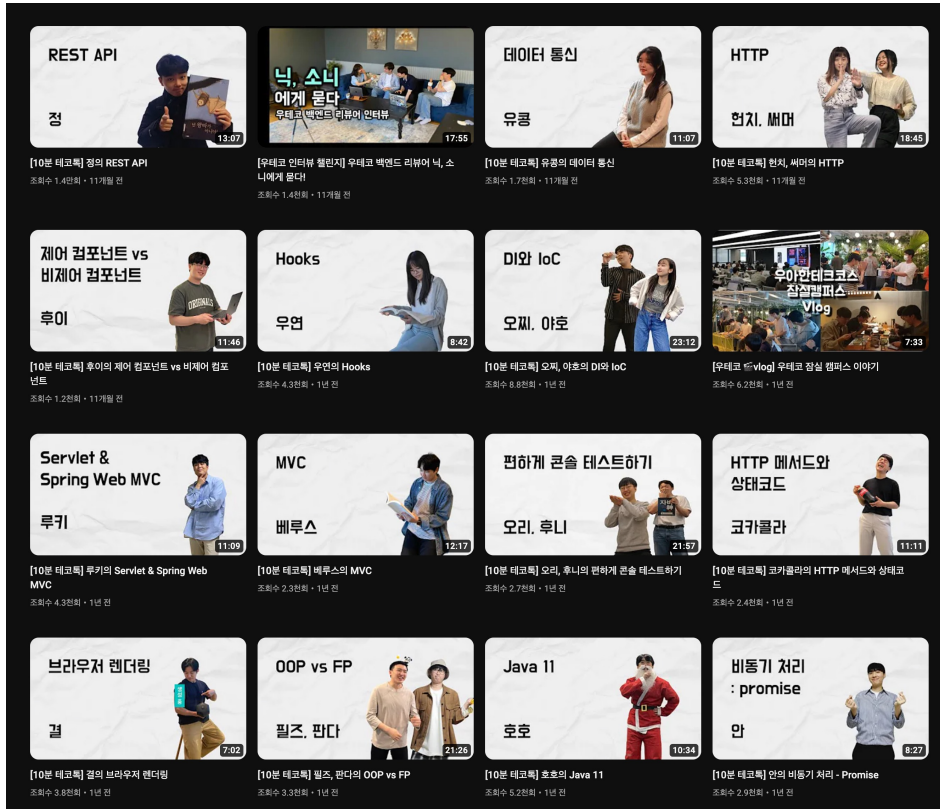 REST API
정
13:07
[10분 테코톡] 정의 REST API
조회수 1.4만회 • 11개월 전
닉, 소니
에게 묻다
우테코 백엔드 리뷰어 인터뷰
17:55
[우테코 인터뷰 챌린지] 우테코 백엔드 리뷰어 닉, 소
니에게 묻다!
조회수 1.4천회 • 11개월 전
데이터 통신
유콩
11:07
[10분 테코톡] 유콩의 데이터 통신
조회수 1.7천회 • 11개월 전
HTTP
헌치, 써머
18:45
[10분 테코톡] 헌치, 써머의 HTTP
조회수 5.3천회 • 11개월 전
제어 컴포넌트 vs
비제어 컴포넌트
후이
ORIGINALS
11:46
[10분 테코톡] 후이의 제어 컴포넌트 vs 비제어 컴포
넌트
조회수 1.2천회 • 11개월 전
Hooks
우연
8:42
[10분 테코톡] 우연의 Hooks
조회수 4.3천회 • 1년 전
DI와 IoC
오찌, 야호
23:12
[10분 테코톡] 오찌, 야호의 DI와 IoC
조회수 8.8천회 • 1년 전
우아한테크코스
잠실캠퍼스
Vlog
7:33
[우테코 🎬vlog] 우테코 잠실 캠퍼스 이야기
조회수 6.2천회 • 1년 전
Servlet &
Spring Web MVC
루키
11:09
[10분 테코톡] 루키의 Servlet & Spring Web
MVC
조회수 4.3천회 • 1년 전
MVC
베루스
12:17
[10분 테코톡] 베루스의 MVC
조회수 2.3천회 • 1년 전
편하게 콘솔 테스트하기
오리, 후니
21:57
[10분 테코톡] 오리, 후니의 편하게 콘솔 테스트하기
조회수 2.7천회 • 1년 전
HTTP 메서드와
상태코드
코카콜라
11:11
[10분 테코톡] 코카콜라의 HTTP 메서드와 상태코
드
조회수 2.4천회 • 1년 전
브라우저 렌더링
결
7:02
[10분 테코톡] 결의 브라우저 렌더링
조회수 3.8천회 • 1년 전
OOP vs FP
필즈, 판다
21:26
[10분 테코톡] 필즈, 판다의 OOP vs FP
조회수 3.3천회 • 1년 전
Java 11
호호
10:34
[10분 테코톡] 호호의 Java 11
조회수 5.2천회 • 1년 전
비동기 처리
: promise
안
8:27
[10분 테코톡] 안의 비동기 처리 - Promise
조회수 2.9천회 • 1년 전